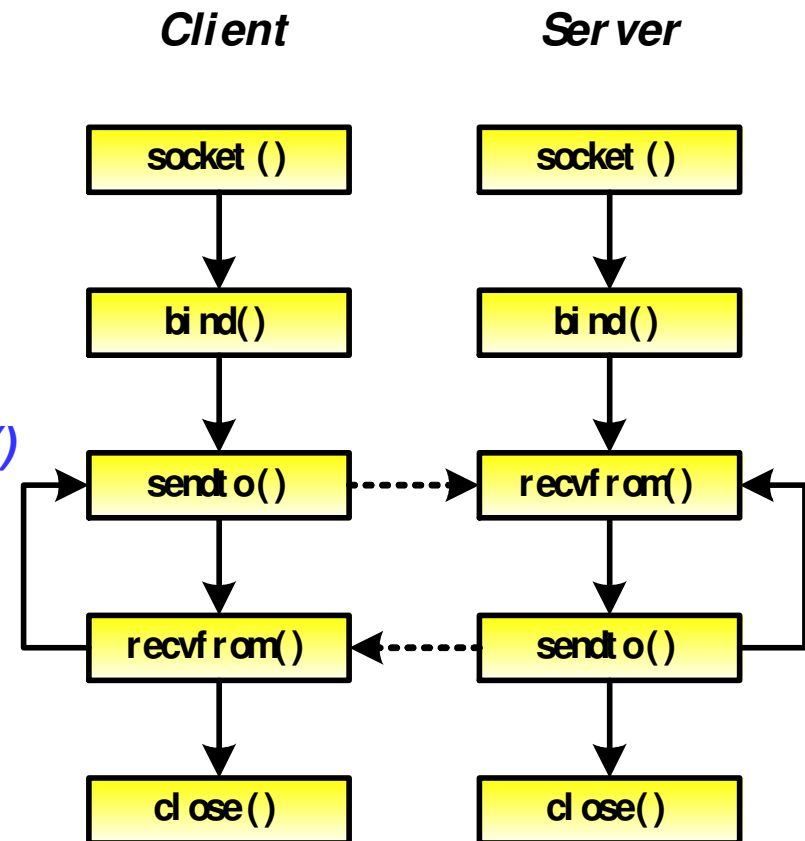 Client Server
socket () socket ()
bind() bind()
()
sendto() recvfrom()
recvfrom() sendto()
close() close()